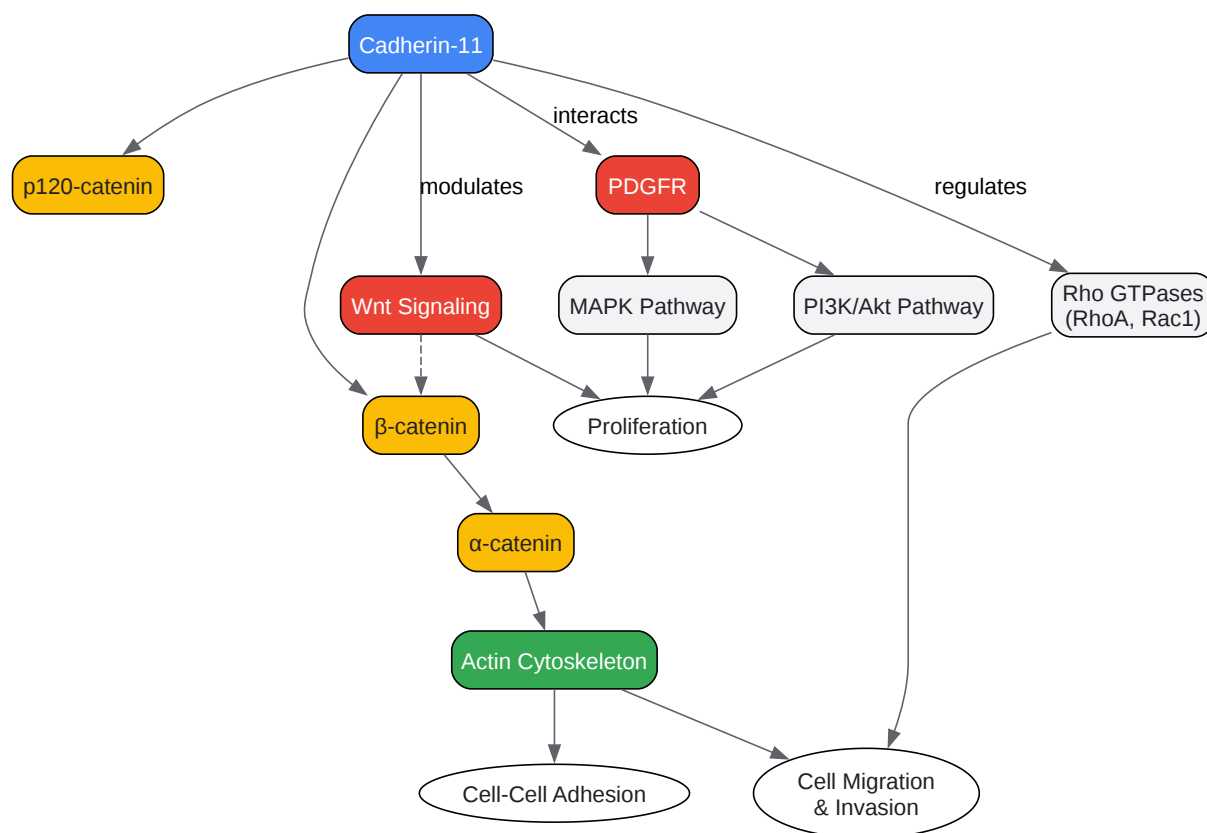 Cadherin-11
interacts
p120-catenin
modulates
PDGFR
regulates
Wnt Signaling
MAPK Pathway
PI3K/Akt Pathway
Rho GTPases
(RhoA, Rac1)
β-catenin
Proliferation
α-catenin
Actin Cytoskeleton
Cell-Cell Adhesion
Cell Migration
& Invasion